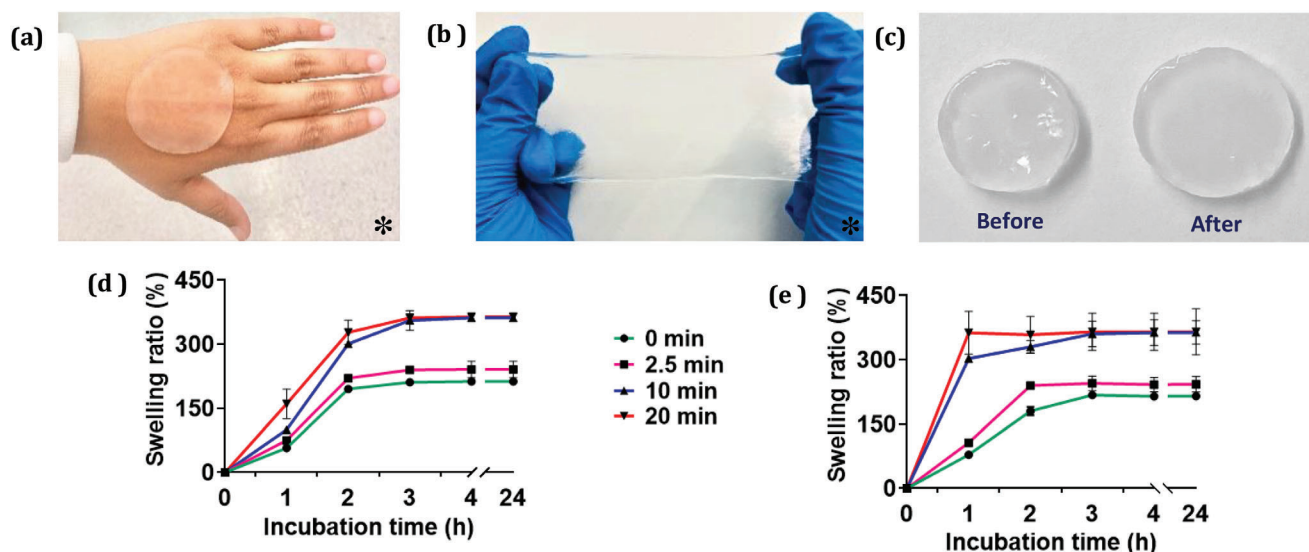 (a)
*
(b )
*
(c)
Before
After
(d )
Swelling ratio (%)
450
300
150
0
0
1
2
3
4
24
Incubation time (h)
0 min
2.5 min
10 min
20 min
(e)
Swelling ratio (%)
450
300
150
0
0
1
2
3
4
24
Incubation time (h)